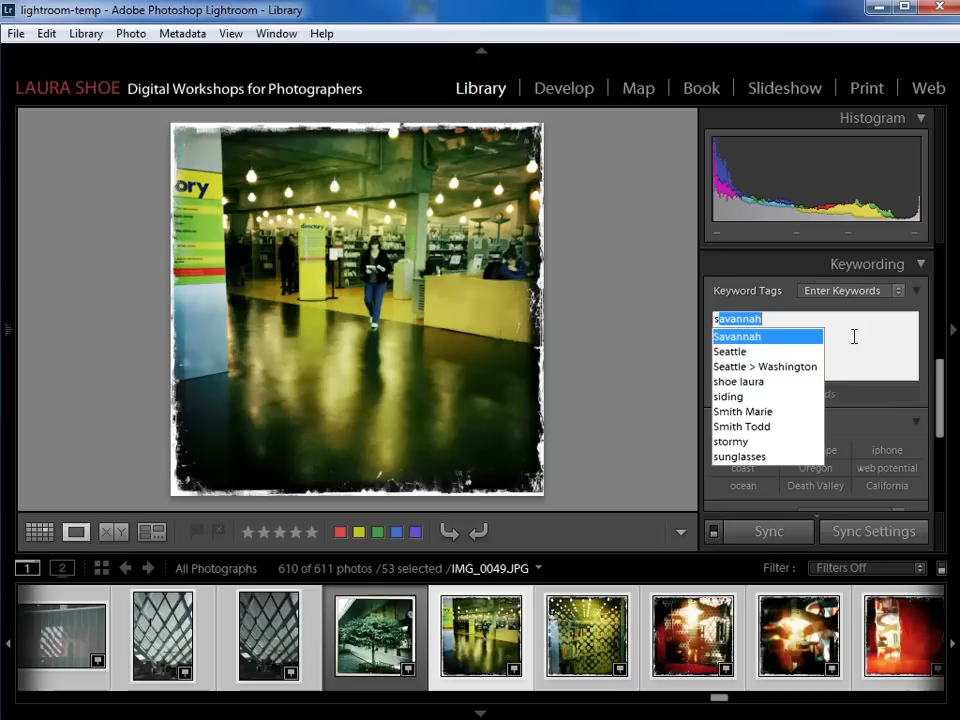 lightroom-temp - Adobe Photoshop Lightroom - Library
File Edit Library Photo Metadata View Window Help
LAURA SHOE Digital Workshops for Photographers
Library Develop Map Book Slideshow Print Web
Histogram
ory
directory
Keywording
Keyword Tags Enter Keywords
savannah
Savannah
Seattle
Seattle > Washington
shoe laura
siding
Smith Marie
Smith Todd
stormy
sunglasses
iphone
coast Oregon web potential
ocean Death Valley California
X Y
Sync Sync Settings
1 2 All Photographs 610 of 611 photos /53 selected /IMG_0049.JPG Filter : Filters Off